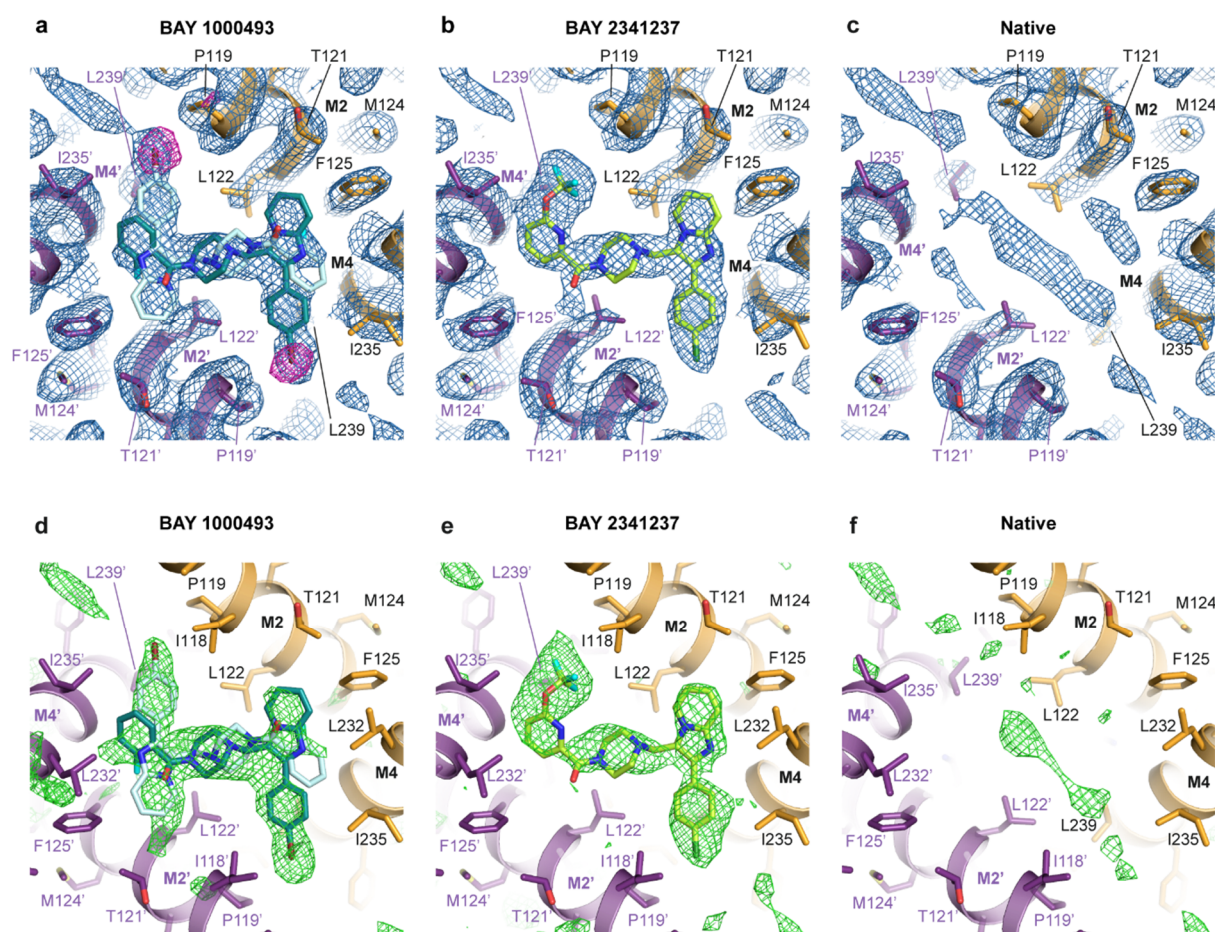 a
BAY 1000493
P119
T121
L239'
M2
M124
I235'
M4'
F125
L122
M4
F125'
L122'
M2'
I235
M124'
L239
T121'
P119'
b
BAY 2341237
P119
T121
L239'
M2
M124
I235'
M4'
F125
L122
M4
F125'
L122'
M2'
I235
M124'
T121'
P119'
c
Native
P119
T121
L239'
M2
M124
I235'
F125
L122
M4'
M4
F125'
L122'
M2'
I235
M124'
L239
T121'
P119'
d
BAY 1000493
L239'
P119
T121
M124
I118
M2
I235'
L122
F125
M4'
L232
L232'
M4
F125'
L122'
I235
I118'
M124'
M2'
T121'
P119'
e
BAY 2341237
L239'
P119
T121
M124
I118
M2
I235'
L122
F125
M4'
L232
L232'
M4
F125'
L122'
I235
I118'
M124'
M2'
T121'
P119'
f
Native
P119
T121
M124
I118
M2
I235'
L239'
F125
L122
M4'
L232
L232'
M4
L122'
L239
F125'
I235
I118'
M124'
M2'
T121'
P119'